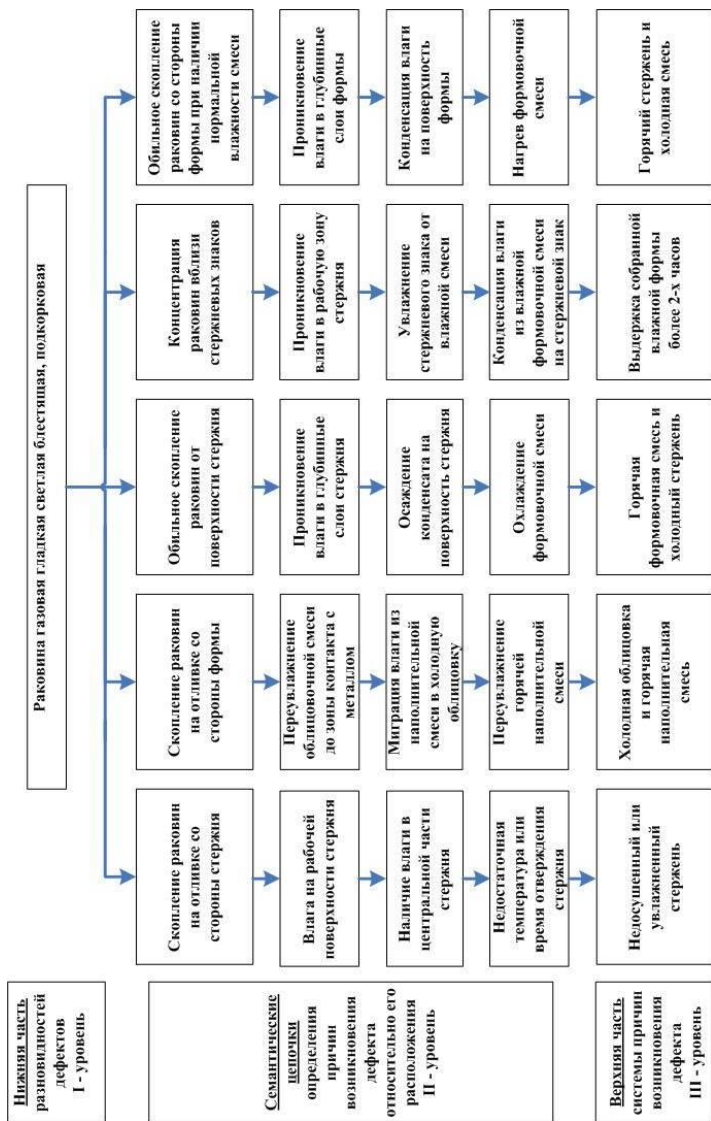 Нижняя часть
разновидностей
дефектов
I - уровень
Раковина газовая гладкая светлая блестящая, подкорковая
Семантические
цепочки
определения
причин
возникновения
дефекта
относительно его
расположения
II - уровень
Скопление раковин
на отливке со
стороны стержня
Скопление раковин
на отливке со
стороны формы
Обильное скопление
раковин от
поверхности стержня
Концентрация
раковин вблизи
стержневых знаков
Обильное скопление
раковин со стороны
формы при наличии
нормальной
влажности смеси
Влага на рабочей
поверхности стержня
Переувлажнение
облицовочной смеси
до зоны контакта с
металлом
Проникновение
влаги в глубинные
слои стержня
Проникновение
влаги в рабочую зону
стержня
Проникновение
влаги в глубинные
слои формы
Наличие влаги в
центральной части
стержня
Миграция влаги из
наполнительной
смеси в холодную
облицовку
Осаждение
конденсата на
поверхность стержня
Увлажнение
стержневого знака от
влажной смеси
Конденсация влаги
на поверхность
формы
Недостаточная
температура или
время отверждения
стержня
Переувлажнение
горячей
наполнительной
смеси
Охлаждение
формовочной смеси
Конденсация влаги
из влажной
формовочной смеси
на стержневой знак
Нагрев формовочной
смеси
Верхняя часть
системы причин
возникновения
дефекта
III - уровень
Недосушенный или
увлажненный
стержень
Холодная облицовка
и горячая
наполнительная
смесь
Горячая
формовочная смесь и
холодный стержень
Выдержка собранной
влажной формы
более 2-х часов
Горячий стержень и
холодная смесь